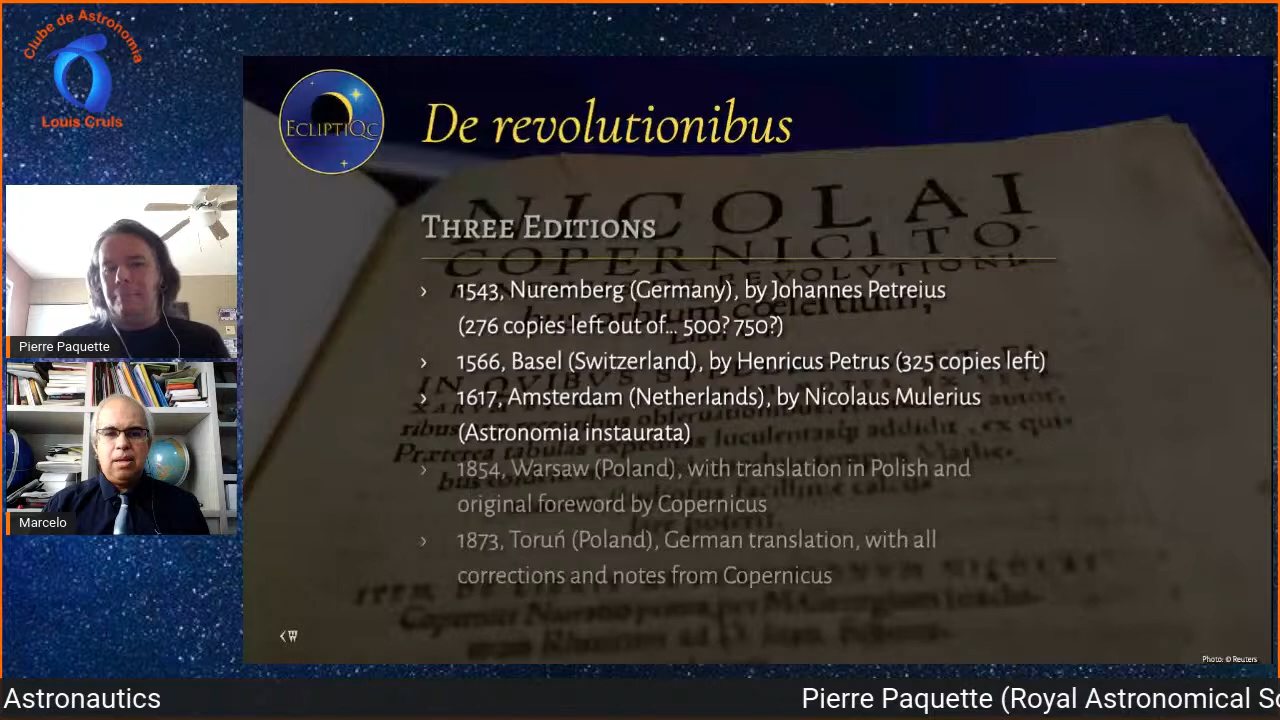 Clube de Astronomia
Louis Cruls
ECLIPTIQC
De revolutionibus
THREE EDITIONS
› 1543, Nuremberg (Germany), by Johannes Petreius
(276 copies left out of... 500? 750?)
› 1566, Basel (Switzerland), by Henricus Petrus (325 copies left)
› 1617, Amsterdam (Netherlands), by Nicolaus Mulerius
(Astronomia instaurata)
› 1854, Warsaw (Poland), with translation in Polish and
original foreword by Copernicus
› 1873, Toruń (Poland), German translation, with all
corrections and notes from Copernicus
NICOLAI
COPERNICI TO-
Pierre Paquette
Marcelo
Photo: © Reuters
Astronautics
Pierre Paquette (Royal Astronomical So